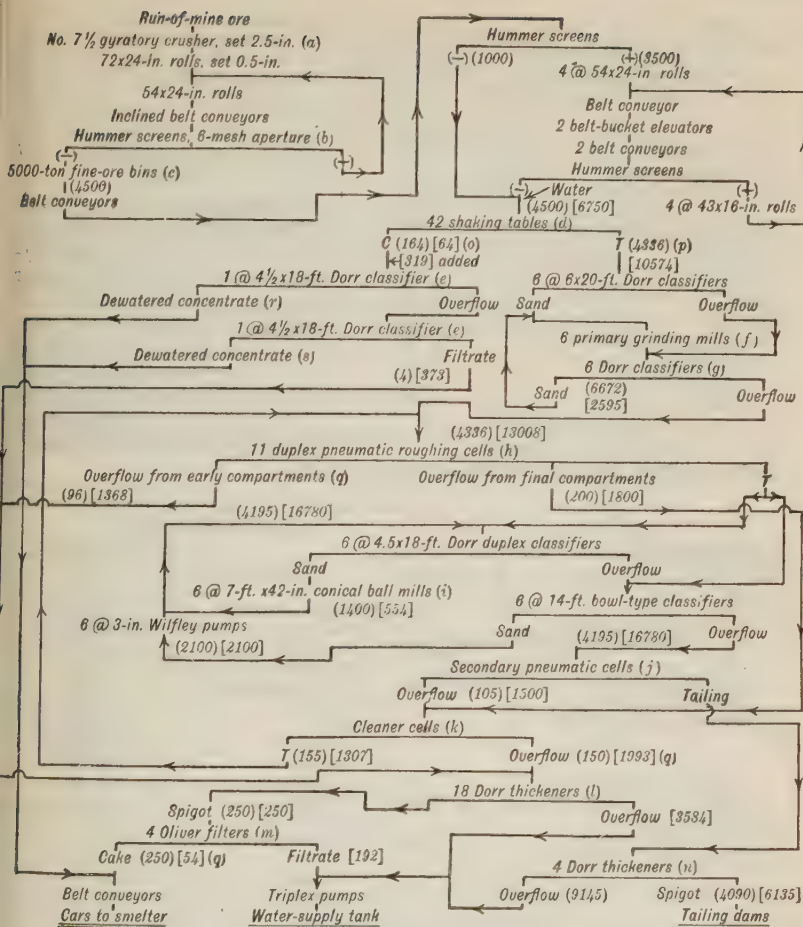 Run-of-mine ore
No. 7 ½ gyratory crusher, set 2.5-in. (a)
72x24-in. rolls, set 0.5-in.
54x24-in. rolls
Inclined belt conveyors
Hummer screens, 6-mesh aperture (b)
(−)
(+)
5000-ton fine-ore bins (c)
(4500)
Belt conveyors
Hummer screens
(−) (1000)
(+) (3500)
4 @ 54x24-in. rolls
Belt conveyor
2 belt-bucket elevators
2 belt conveyors
Hummer screens
(−)
Water
(+)
(4500) [6750]
4 @ 43x16-in. rolls
42 shaking tables (d)
C (164) [64] (o)
T (4336) (p)
[319] added
[10574]
1 @ 4½x18-ft. Dorr classifier (e)
6 @ 6x20-ft. Dorr classifiers
Dewatered concentrate (r)
Overflow
Sand
Overflow
1 @ 4½x18-ft. Dorr classifier (e)
6 primary grinding mills (f)
Dewatered concentrate (s)
Filtrate
6 Dorr classifiers (g)
(4) [373]
Sand
(6672)
[2595]
Overflow
(4336) [13008]
11 duplex pneumatic roughing cells (h)
Overflow from early compartments (q)
Overflow from final compartments
T
(96) [1368]
(200) [1800]
(4195) [16780]
6 @ 4.5x18-ft. Dorr duplex classifiers
Sand
Overflow
6 @ 7-ft. x42-in. conical ball mills (i)
(1400) [554]
6 @ 14-ft. bowl-type classifiers
6 @ 3-in. Wilfley pumps
Sand
(4195) [16780]
Overflow
(2100) [2100]
Secondary pneumatic cells (j)
Overflow (105) [1500]
Tailing
Cleaner cells (k)
T (155) [1307]
Overflow (150) [1993] (q)
18 Dorr thickeners (l)
Spigot (250) [250]
Overflow [3584]
4 Oliver filters (m)
Cake (250) [54] (q)
Filtrate [192]
4 Dorr thickeners (n)
Belt conveyors
Triplex pumps
Overflow (9145)
Spigot (4090) [6135]
Cars to smelter
Water-supply tank
Tailing dams